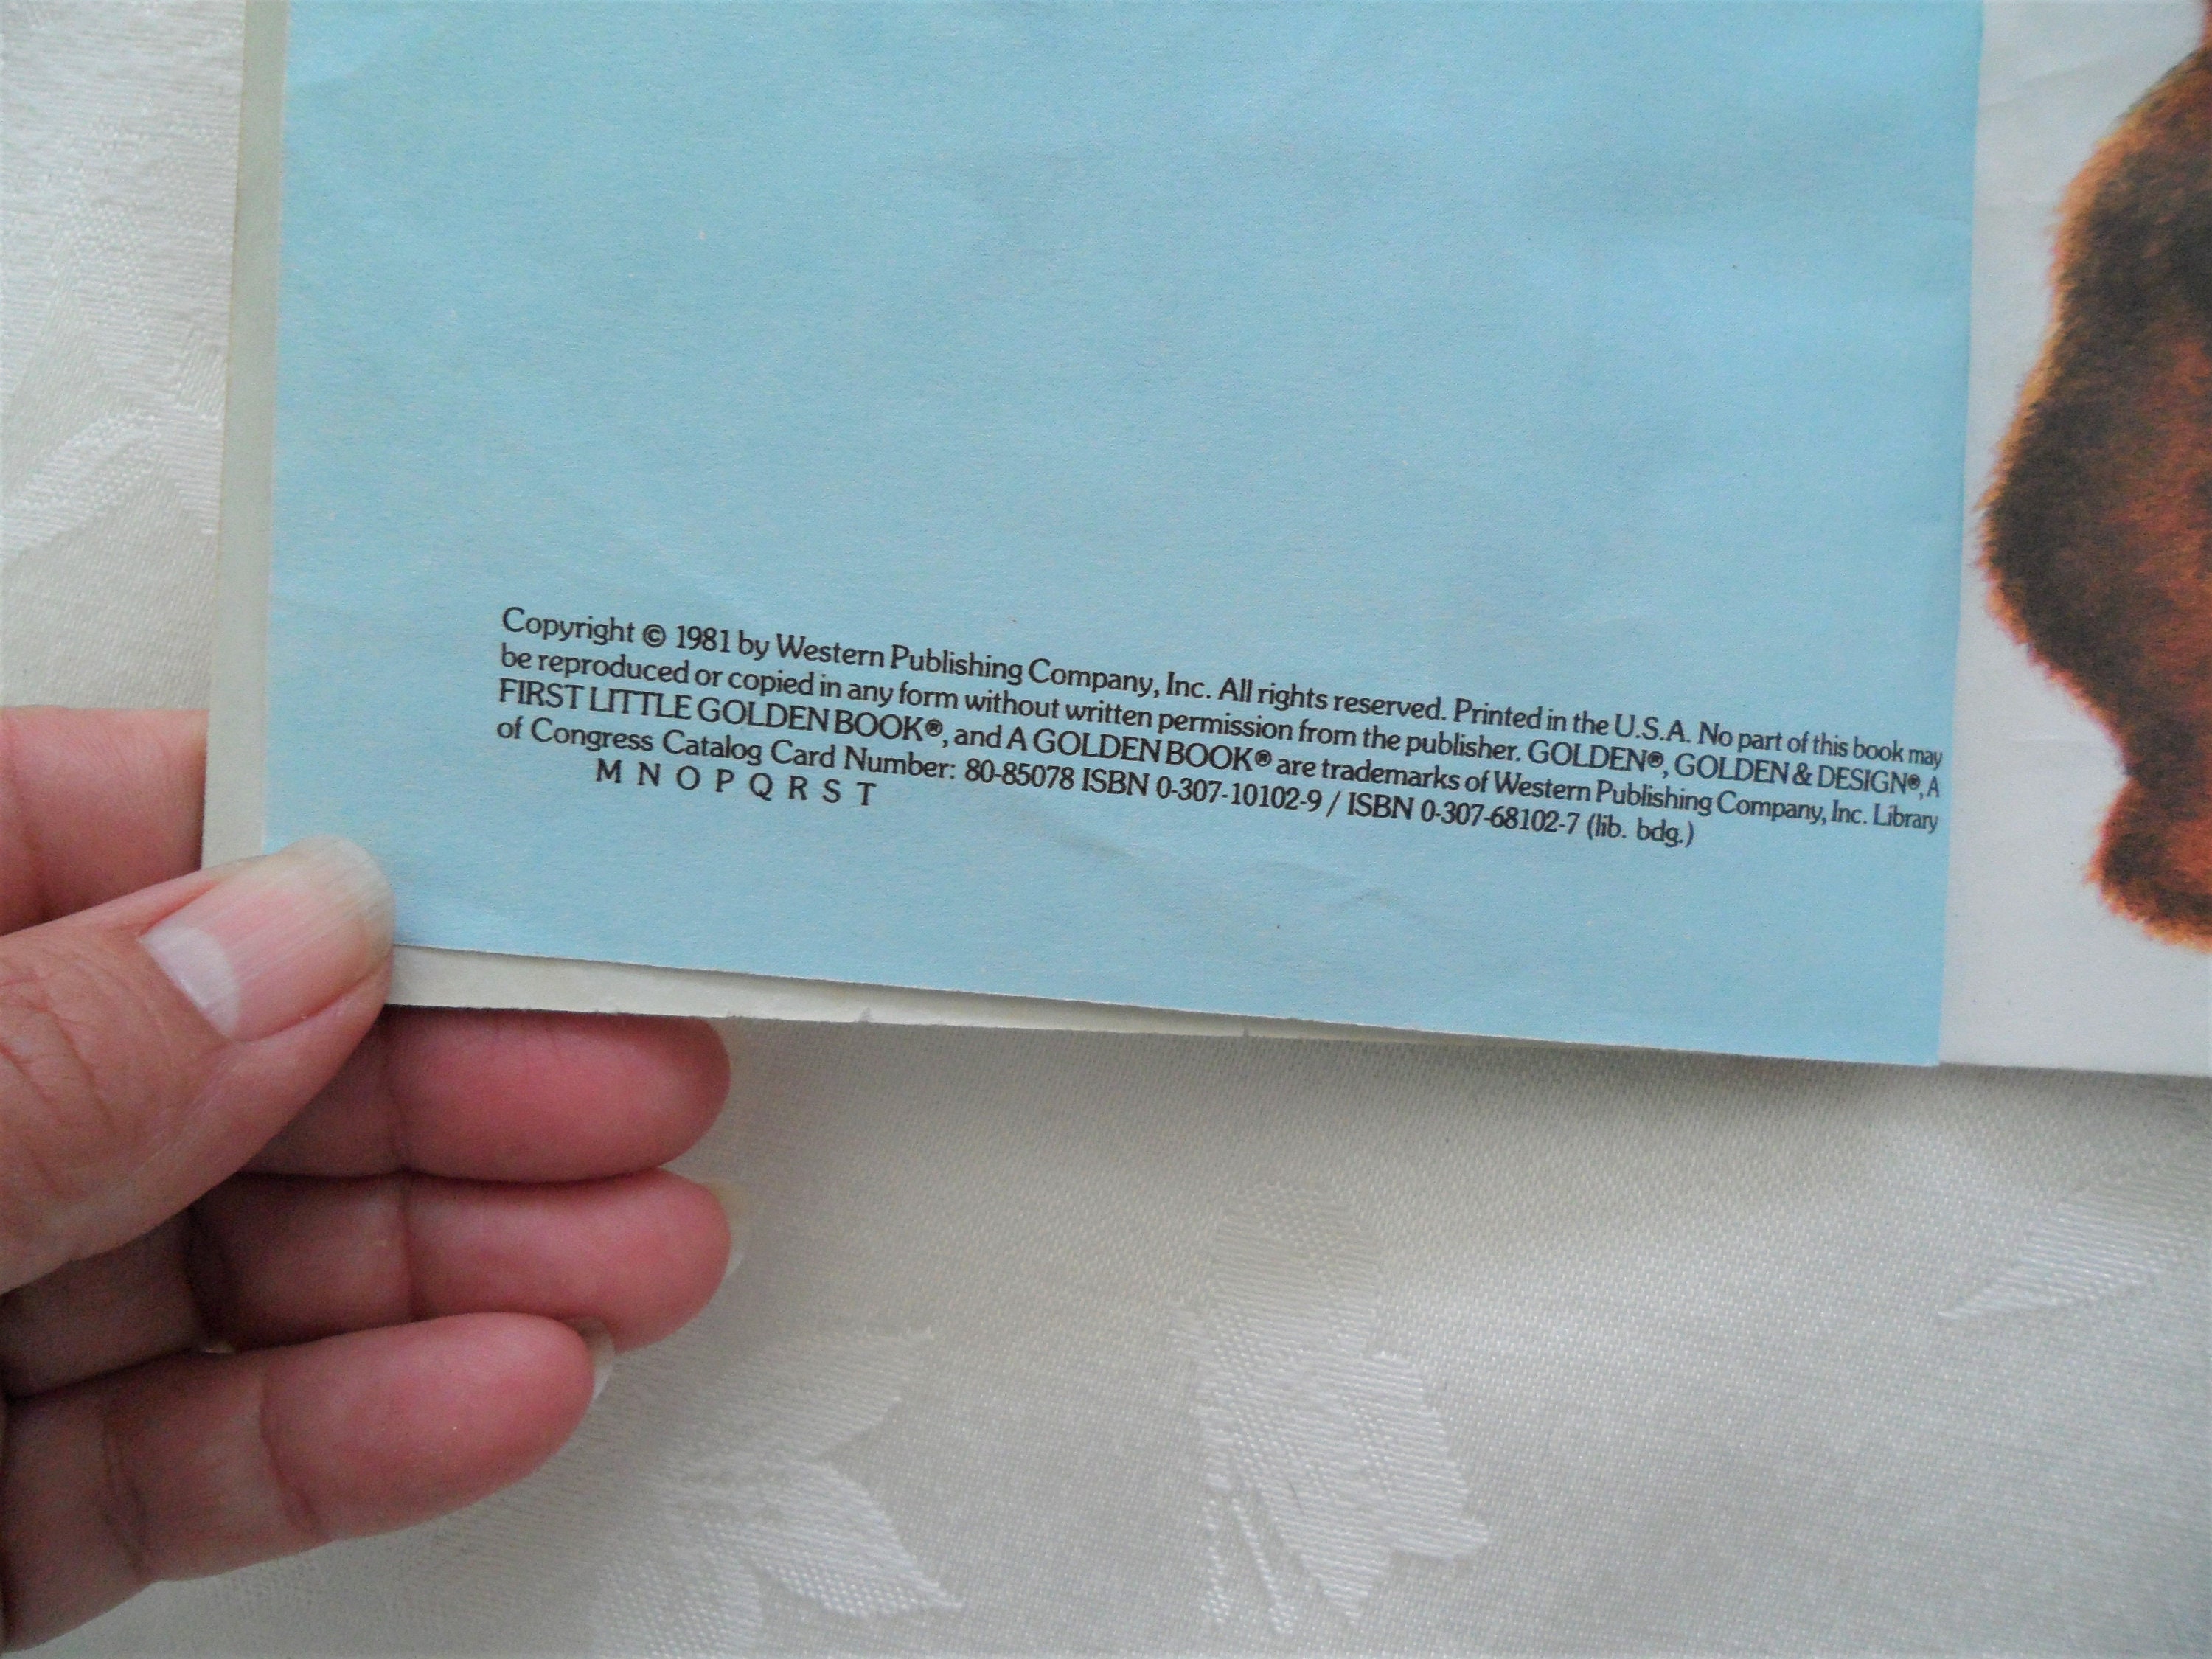 Copyright © 1981 by Western Publishing Company, Inc. All rights reserved. Printed in the U.S.A. No part of this book may
be reproduced or copied in any form without written permission from the publisher. GOLDEN®, GOLDEN & DESIGN®, A
FIRST LITTLE GOLDEN BOOK®, and A GOLDEN BOOK® are trademarks of Western Publishing Company, Inc. Library
of Congress Catalog Card Number: 80-85078 ISBN 0-307-10102-9 / ISBN 0-307-68102-7 (lib. bdg.)
M N O P Q R S T